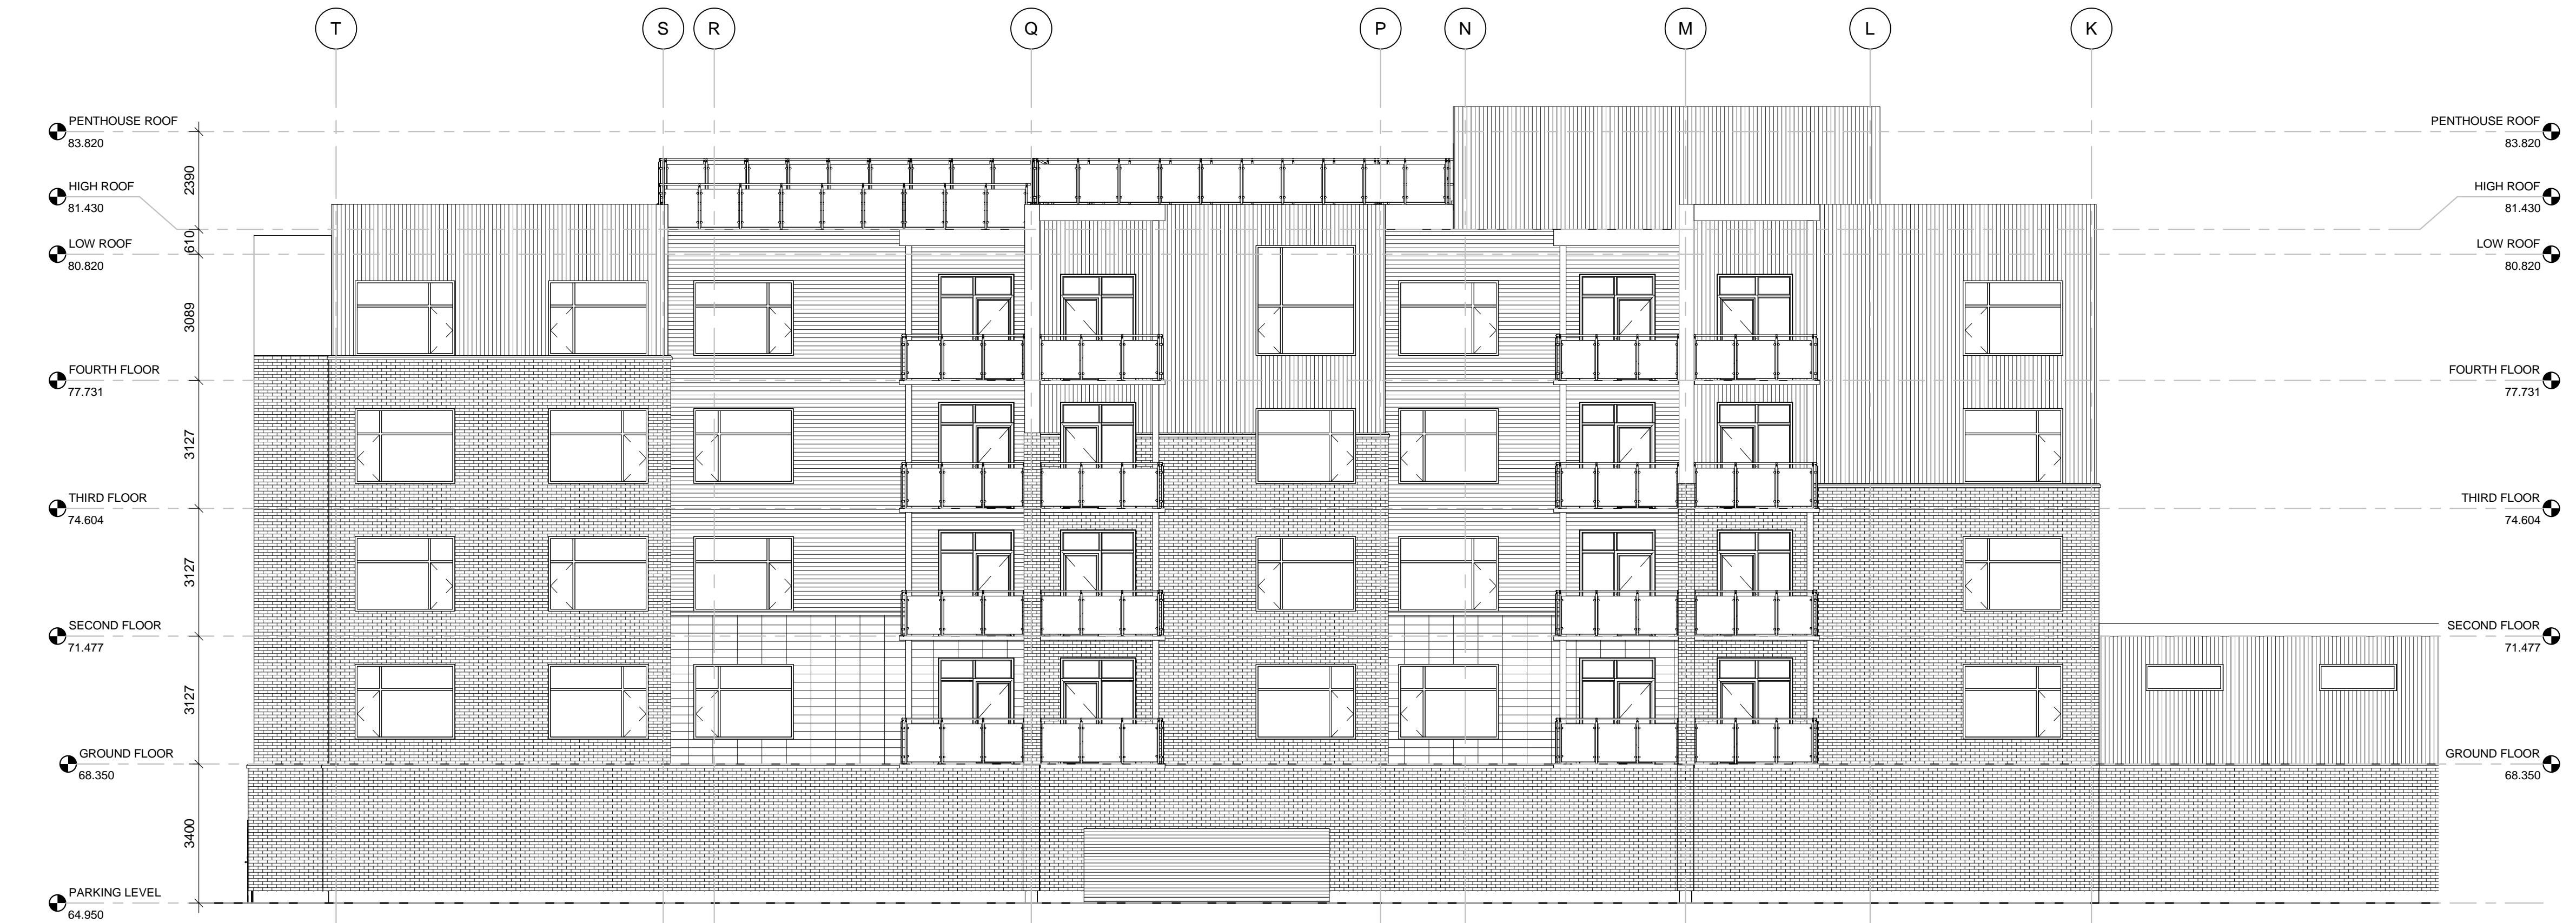 T
S
R
Q
P
N
M
L
K
PENTHOUSE ROOF
83.820
2390
HIGH ROOF
81.430
610
LOW ROOF
80.820
3089
FOURTH FLOOR
77.731
3127
THIRD FLOOR
74.604
3127
SECOND FLOOR
71.477
3127
GROUND FLOOR
68.350
3400
PARKING LEVEL
64.950
PENTHOUSE ROOF
83.820
HIGH ROOF
81.430
LOW ROOF
80.820
FOURTH FLOOR
77.731
THIRD FLOOR
74.604
SECOND FLOOR
71.477
GROUND FLOOR
68.350